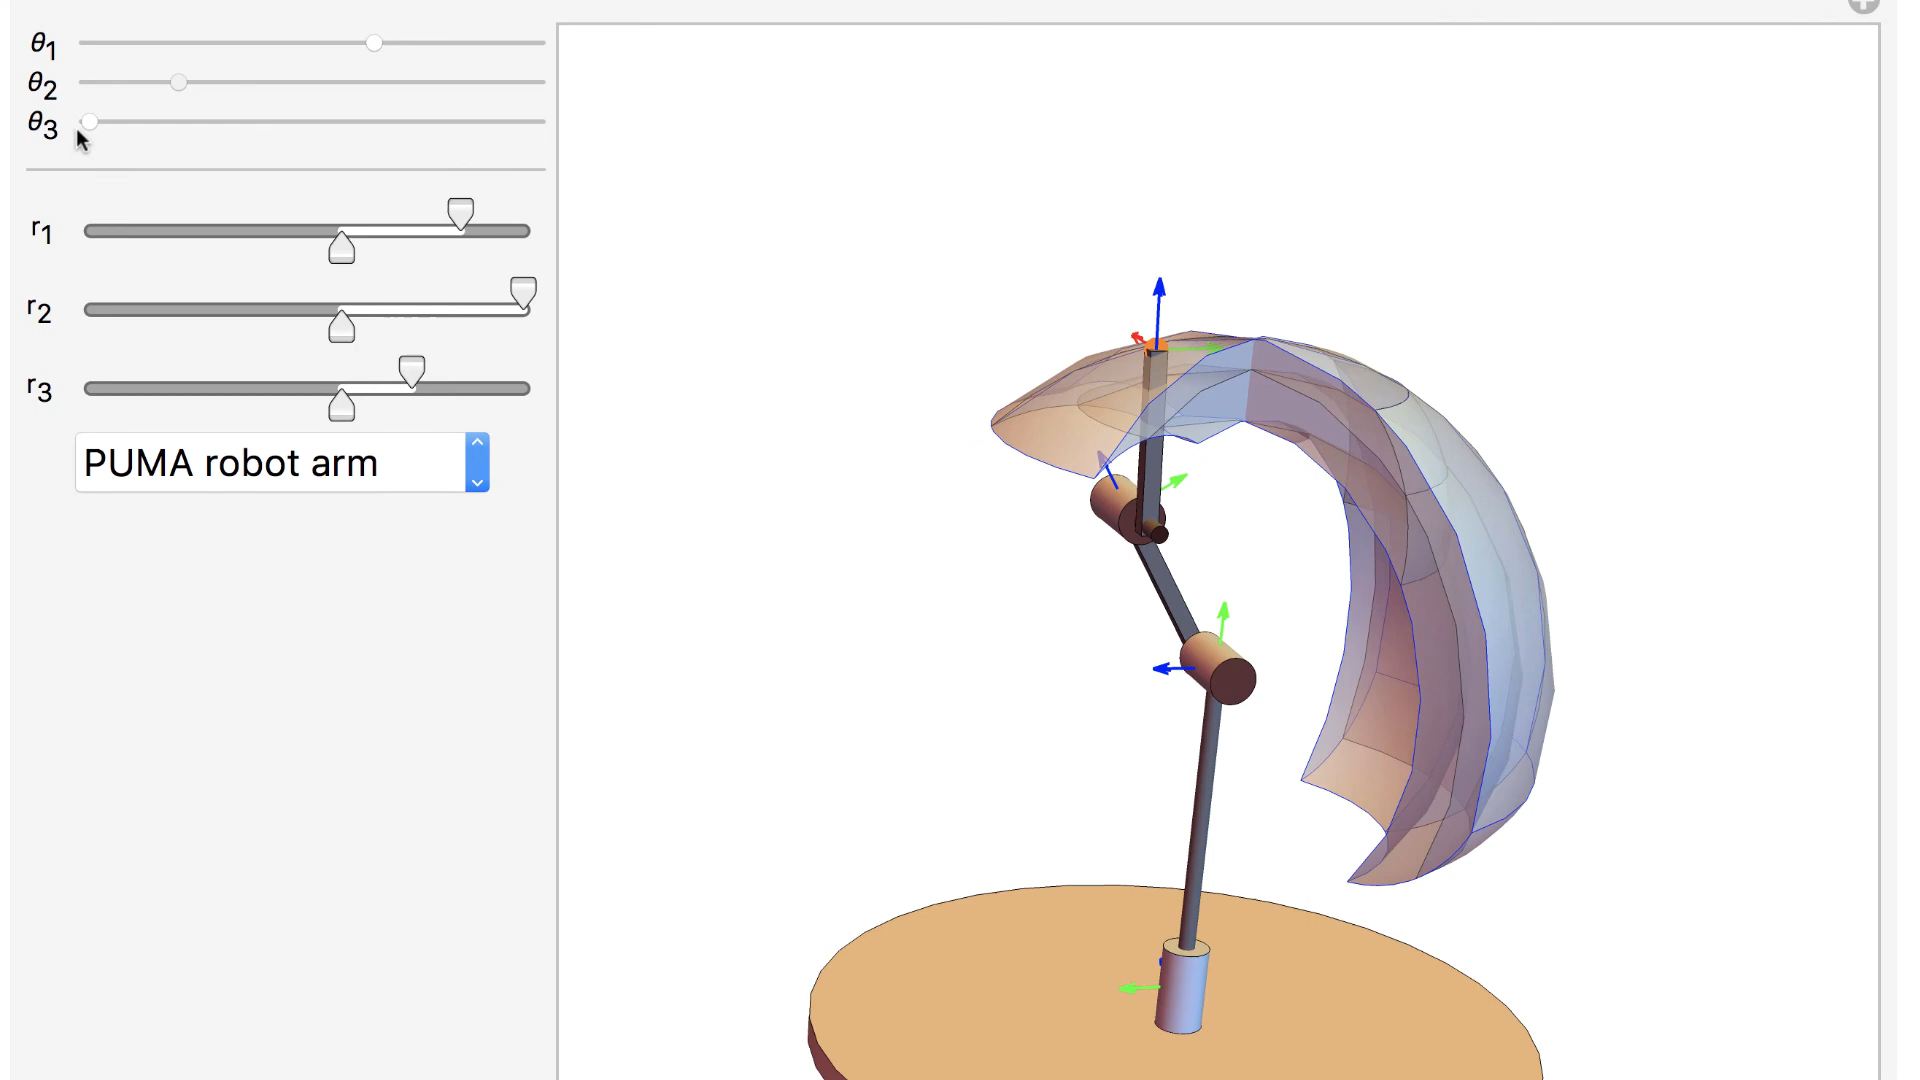 θ1
θ2
θ3
r1
r2
r3
PUMA robot arm